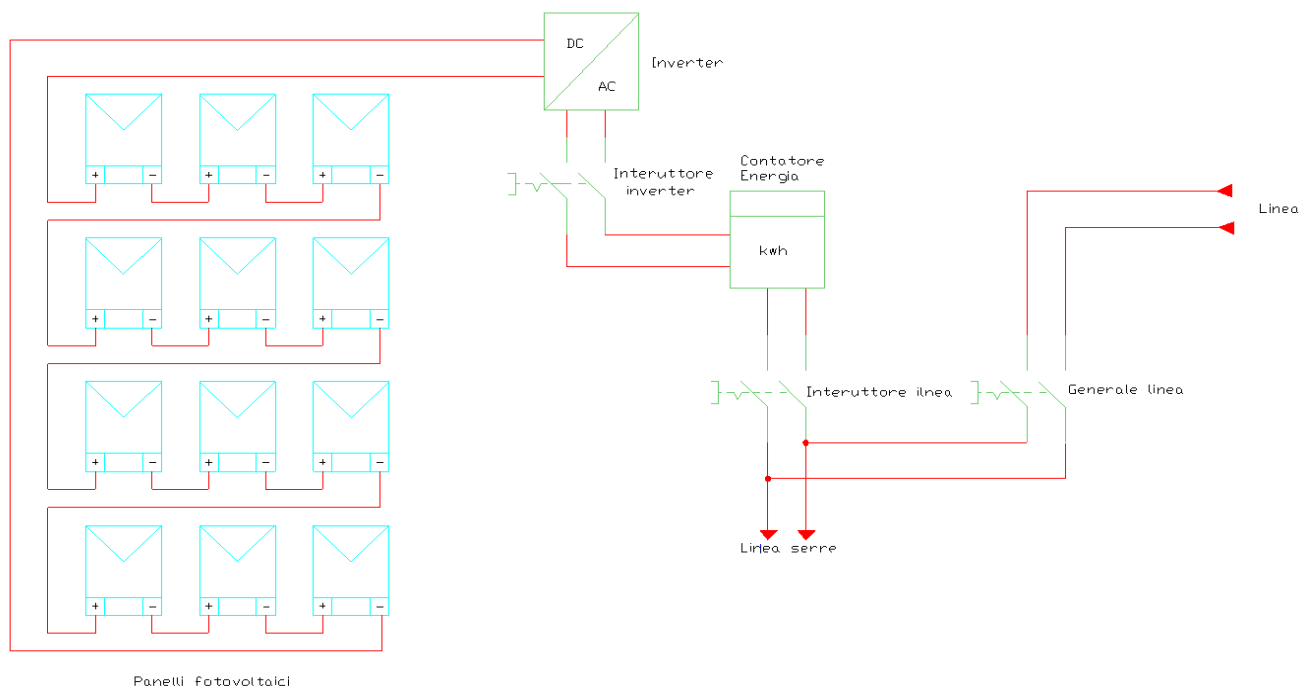 DC
AC
Inverter
Interuttore
inverter
Contatore
Energia
kwh
Linea
+ − + − + −
+ − + − + −
+ − + − + −
+ − + − + −
Interuttore ilnea
Generale linea
Linea serre
Panelli fotovoltaici